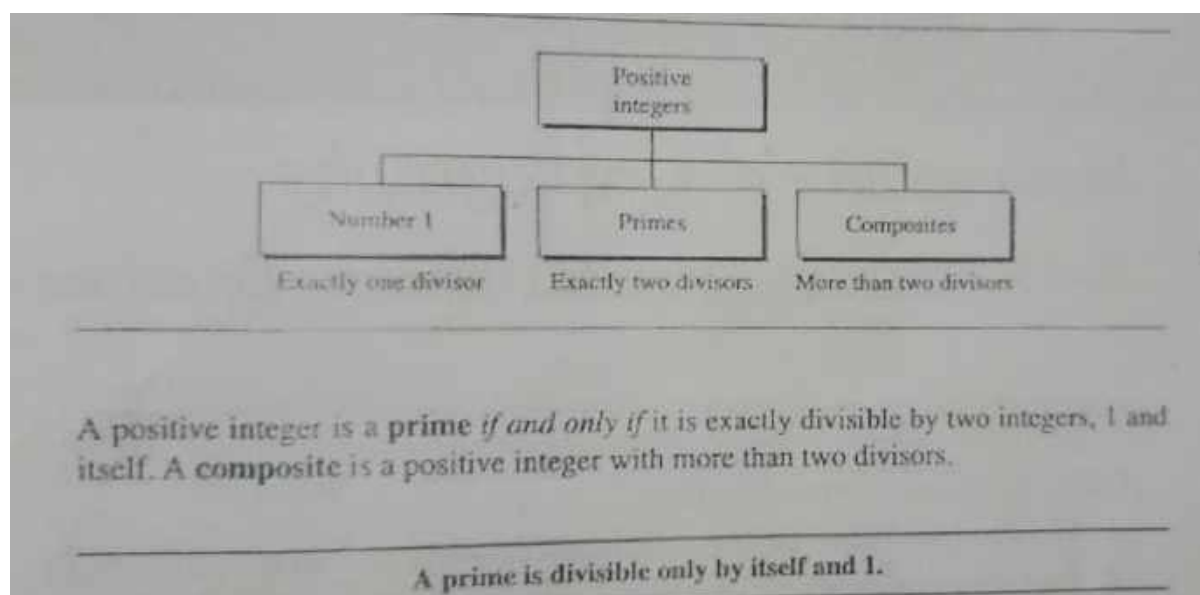 Positive
integers
Number 1
Primes
Composites
Exactly one divisor
Exactly two divisors
More than two divisors
A positive integer is a prime if and only if it is exactly divisible by two integers, 1 and
itself. A composite is a positive integer with more than two divisors.
A prime is divisible only by itself and 1.